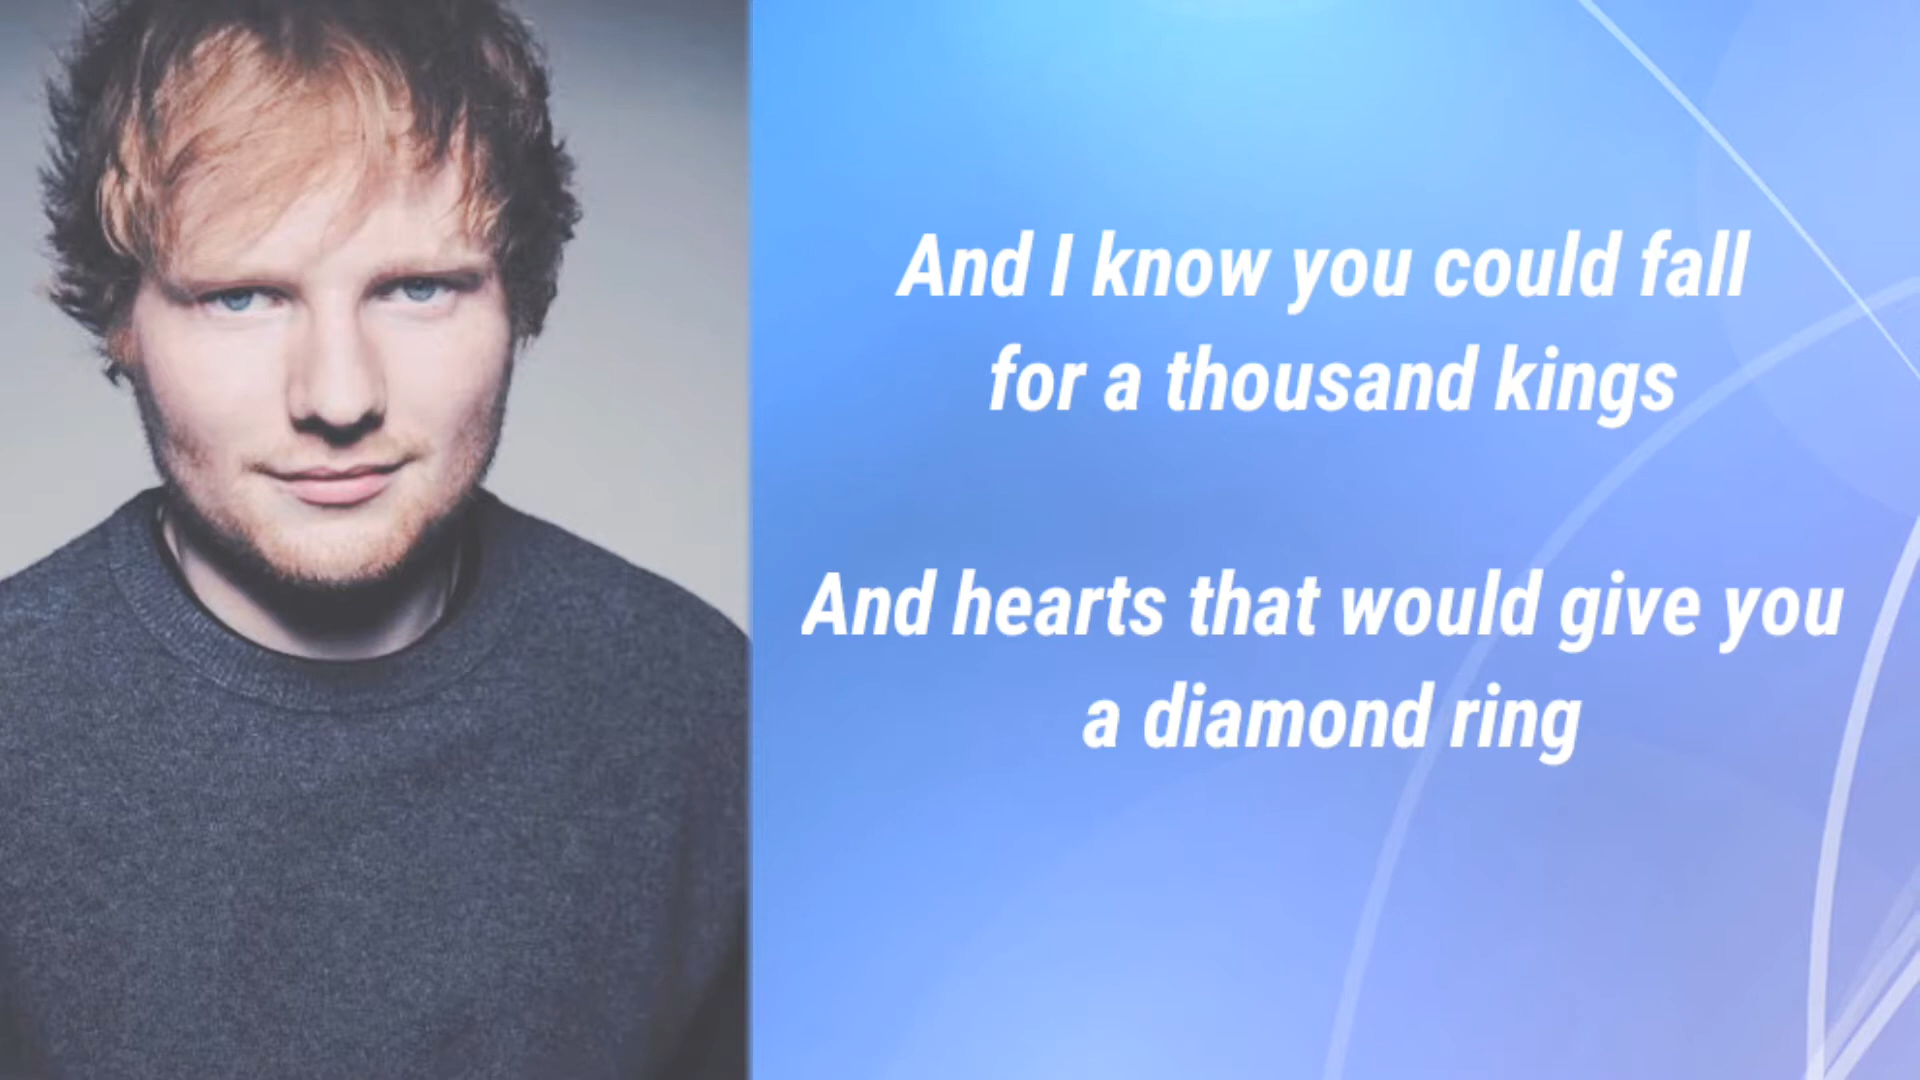 And I know you could fall
for a thousand kings
And hearts that would give you
a diamond ring